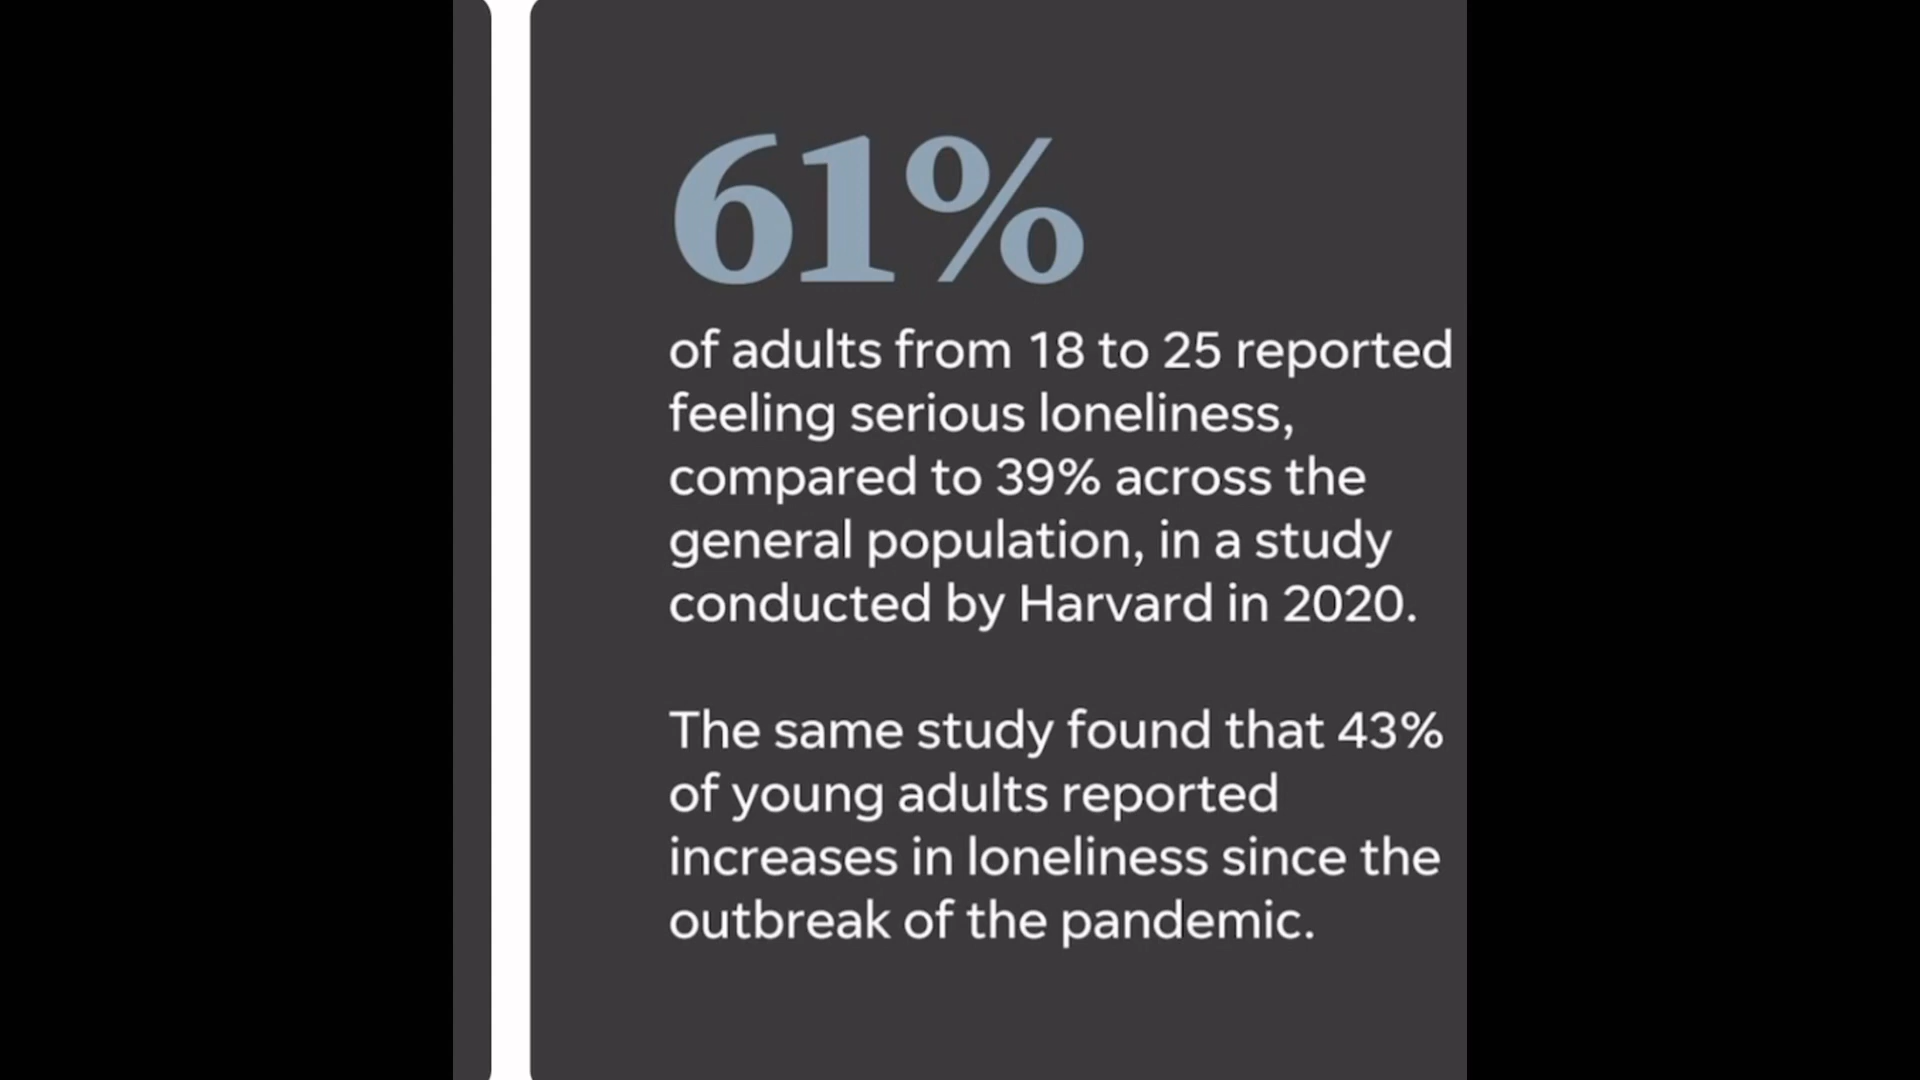 61%
of adults from 18 to 25 reported
feeling serious loneliness,
compared to 39% across the
general population, in a study
conducted by Harvard in 2020.
The same study found that 43%
of young adults reported
increases in loneliness since the
outbreak of the pandemic.